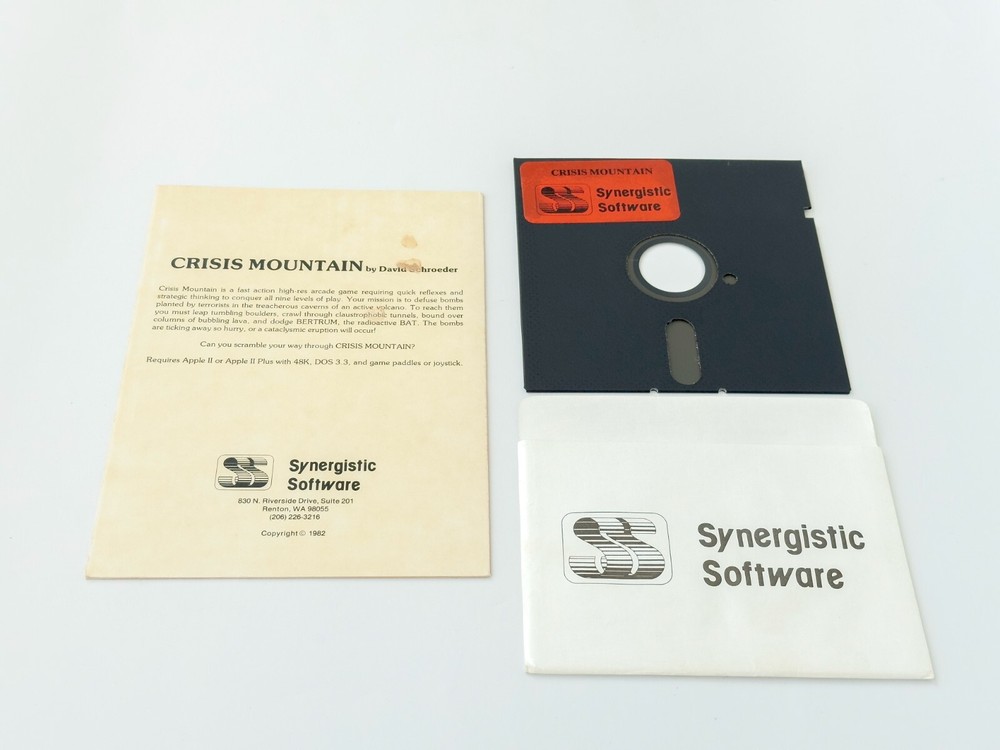 CRISIS MOUNTAIN by David Schroeder
Crisis Mountain is a fast action high-res arcade game requiring quick reflexes and
strategic thinking to conquer all nine levels of play. Your mission is to defuse bombs
planted by terrorists in the treacherous caverns of an active volcano. To reach them
you must leap tumbling boulders, crawl through claustrophobic tunnels, bound over
columns of bubbling lava, and dodge BERTRUM, the radioactive BAT. The bombs
are ticking away so hurry, or a cataclysmic eruption will occur!
Can you scramble your way through CRISIS MOUNTAIN?
Requires Apple II or Apple II Plus with 48K, DOS 3.3, and game paddles or joystick.
Synergistic
Software
830 N. Riverside Drive, Suite 201
Renton, WA 98055
(206) 226-3216
Copyright © 1982
CRISIS MOUNTAIN
Synergistic
Software
Synergistic
Software